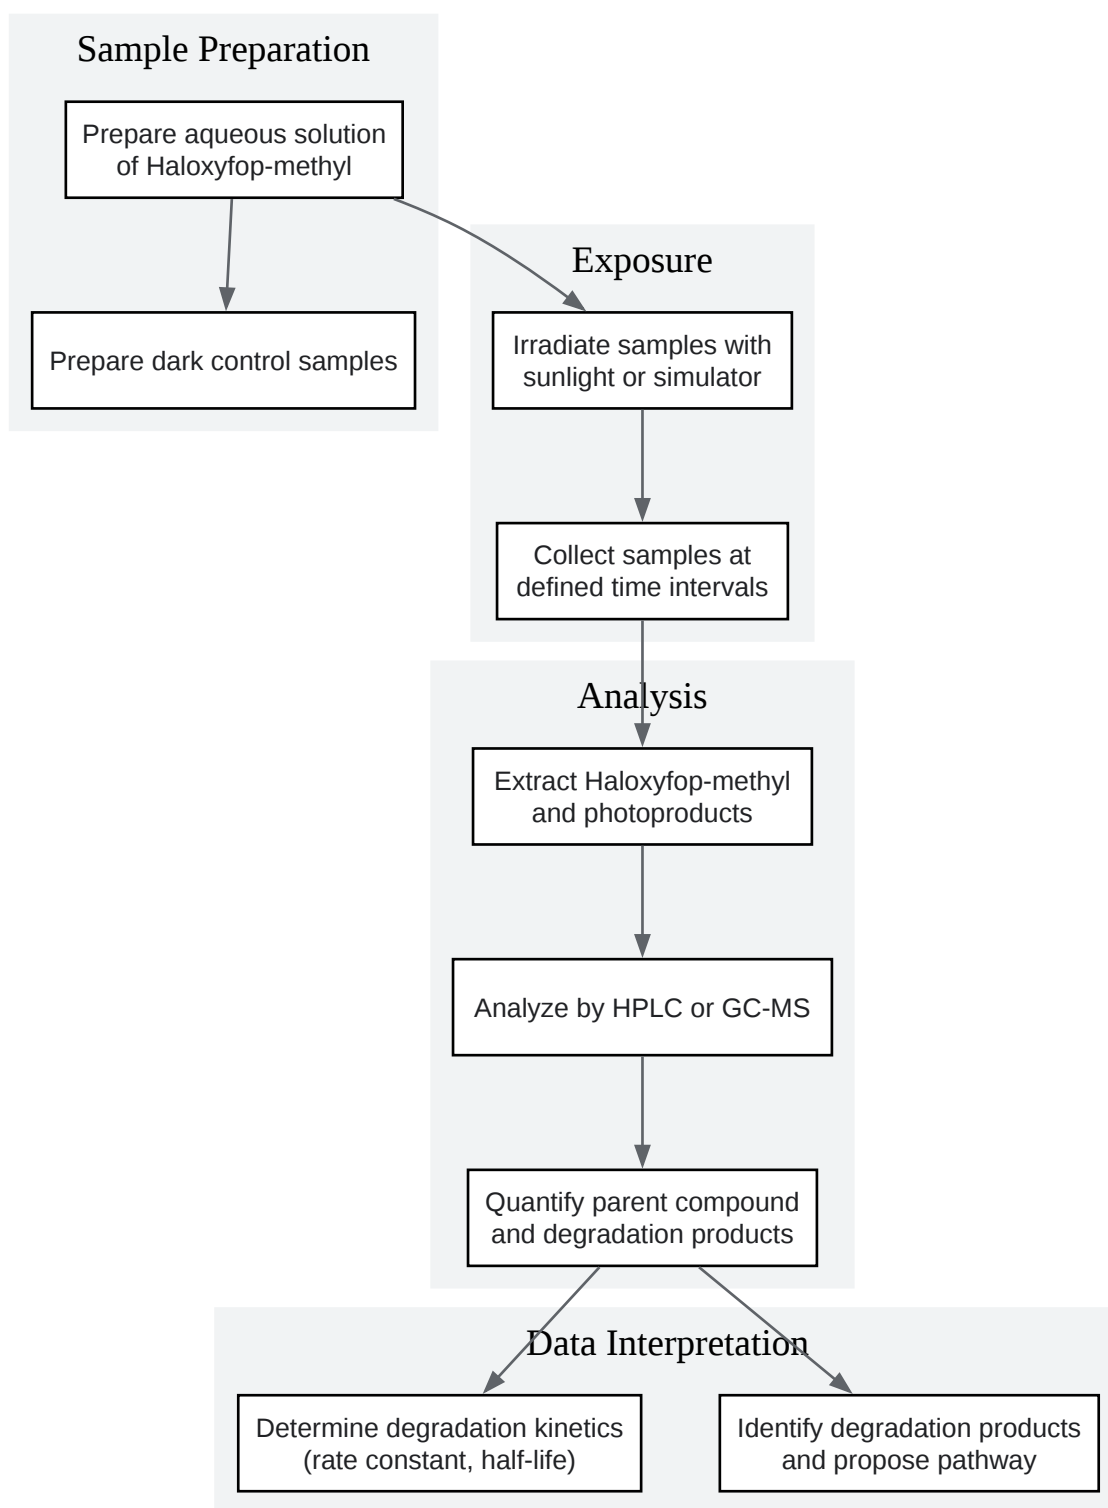 Sample Preparation
Prepare aqueous solution
of Haloxyfop-methyl
Prepare dark control samples
Exposure
Irradiate samples with
sunlight or simulator
Collect samples at
defined time intervals
Analysis
Extract Haloxyfop-methyl
and photoproducts
Analyze by HPLC or GC-MS
Quantify parent compound
and degradation products
Data Interpretation
Determine degradation kinetics
(rate constant, half-life)
Identify degradation products
and propose pathway